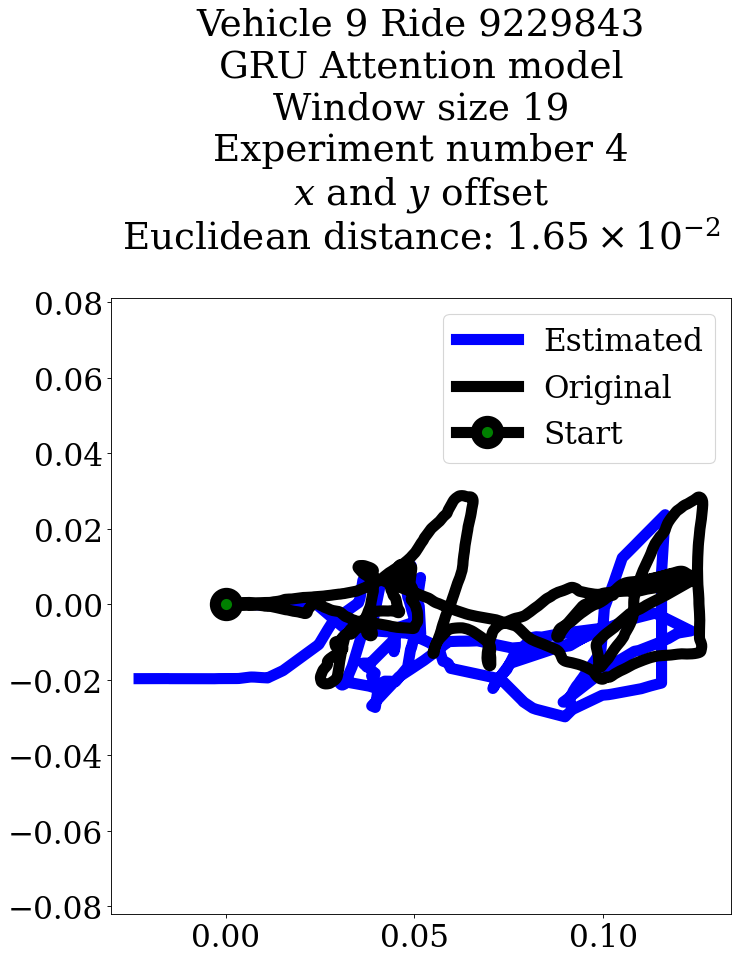 Vehicle 9 Ride 9229843
GRU Attention model
Window size 19
Experiment number 4
x and y offset
Euclidean distance: 1.65 × 10⁻²
Estimated
Original
Start
0.08
0.06
0.04
0.02
0.00
−0.02
−0.04
−0.06
−0.08
0.00 0.05 0.10